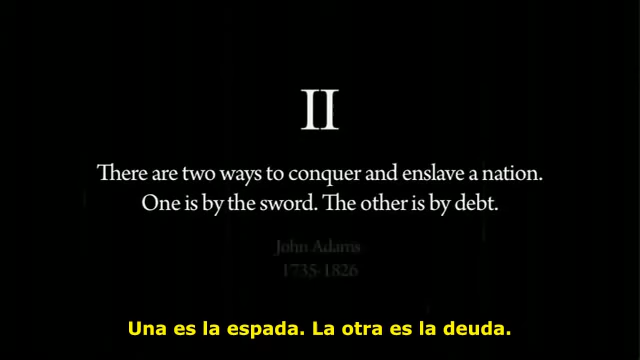 II
There are two ways to conquer and enslave a nation.
One is by the sword. The other is by debt.
John Adams
1735-1826
Una es la espada. La otra es la deuda.